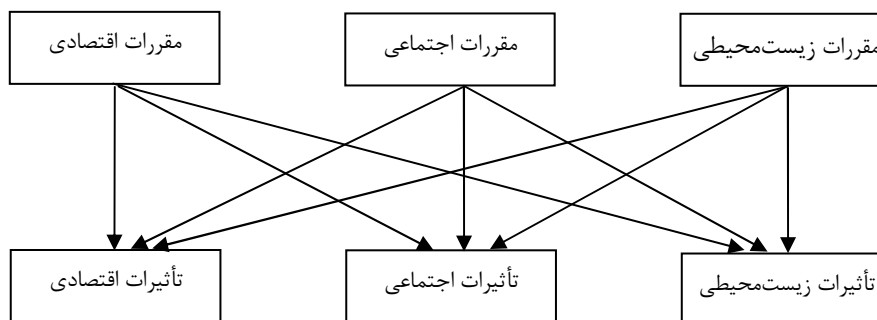 مقررات زیست‌محیطی
مقررات اجتماعی
مقررات اقتصادی
تأثیرات زیست‌محیطی
تأثیرات اجتماعی
تأثیرات اقتصادی